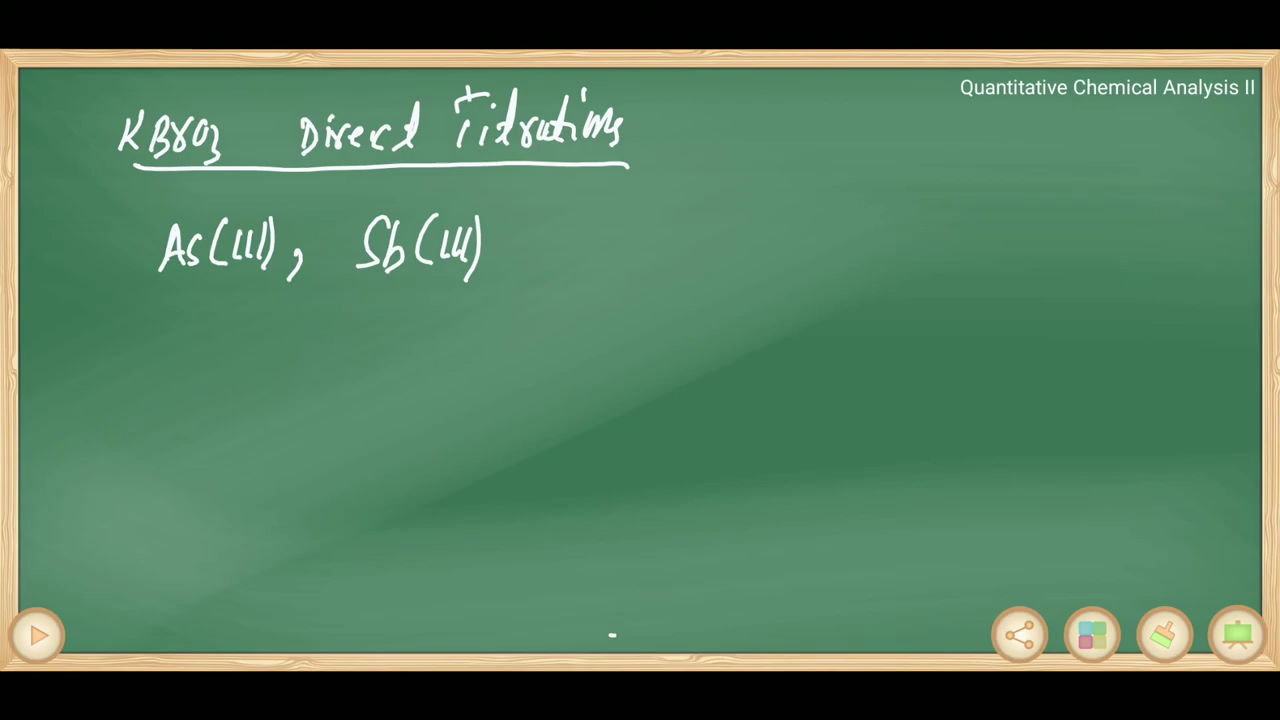 Quantitative Chemical Analysis II
KBrO3 Direct Titrations
As(III), Sb(III)